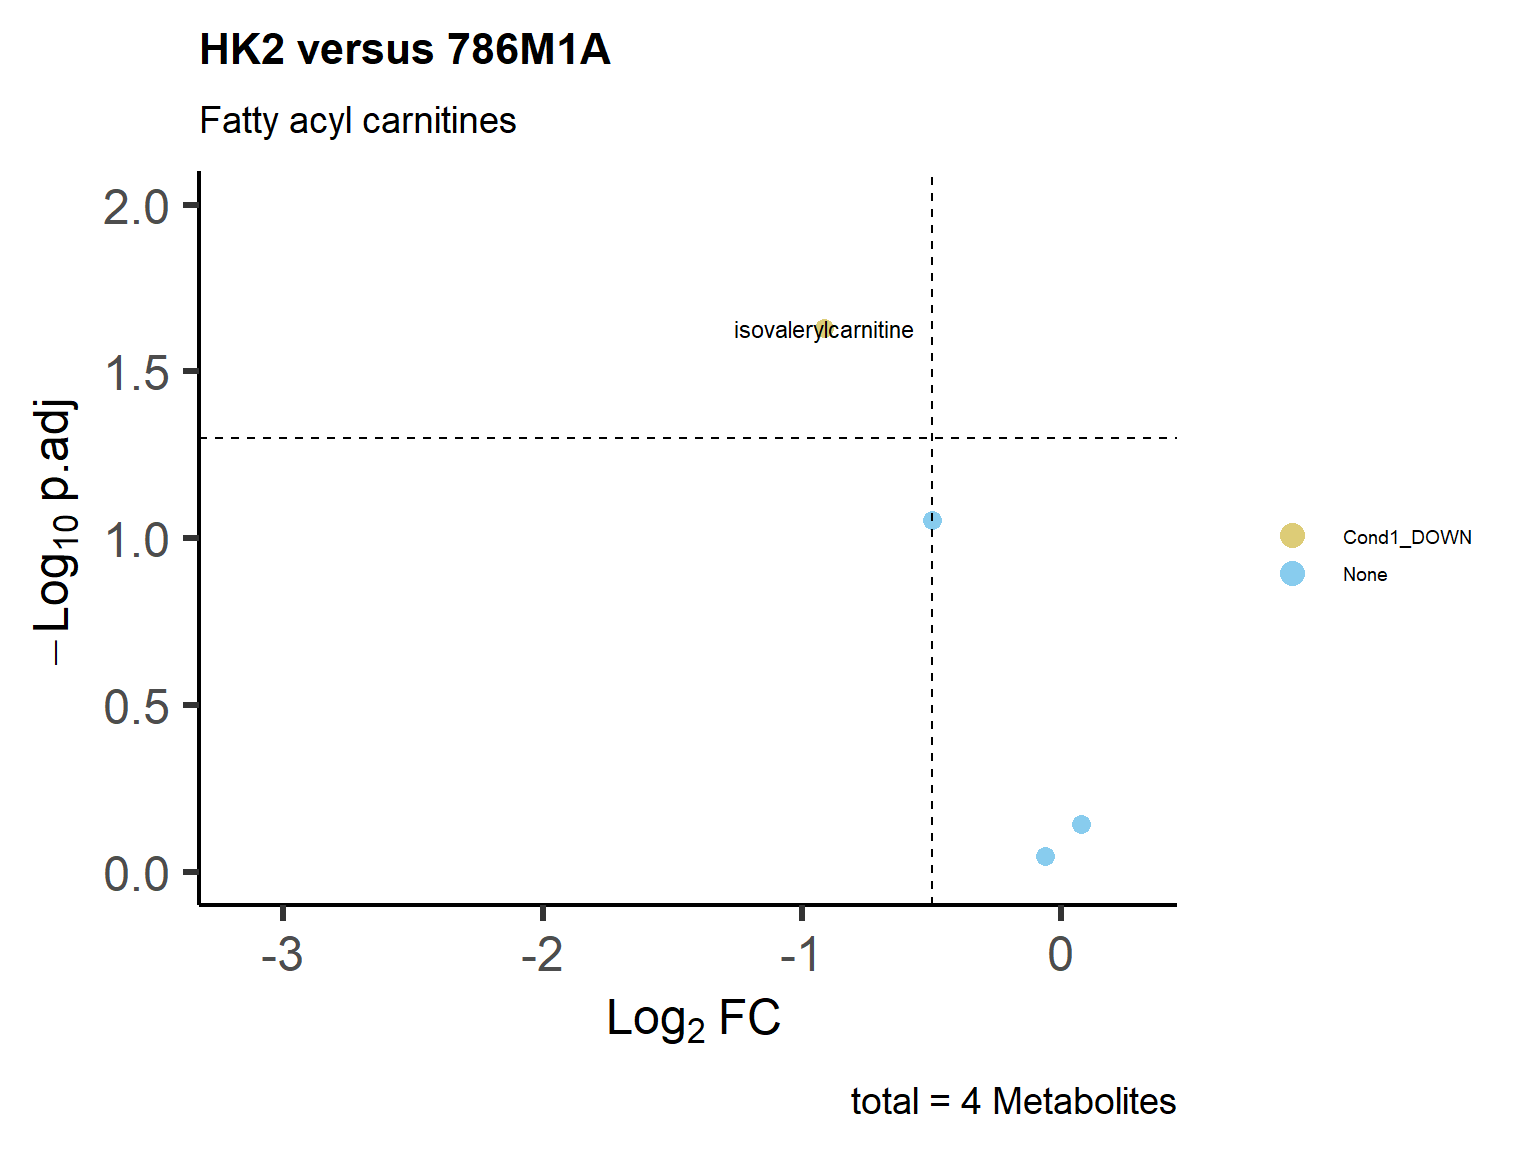 HK2 versus 786M1A
Fatty acyl carnitines
2.0
1.5
1.0
0.5
0.0
−Log10 p.adj
isovalerylcarnitine
Cond1_DOWN
None
-3
-2
-1
0
Log2 FC
total = 4 Metabolites